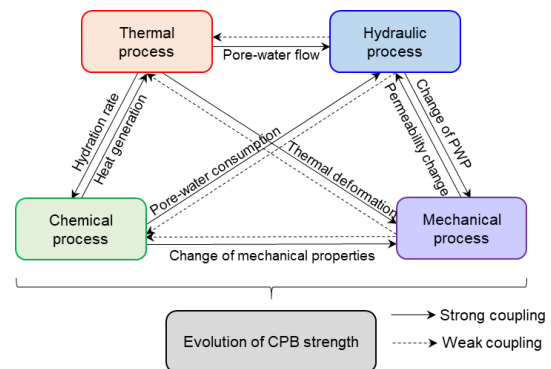 Thermal
process
Hydraulic
process
Pore-water flow
Hydration rate
Heat generation
Pore-water consumption
Thermal deformation
Permeability change
Change of PWP
Chemical
process
Mechanical
process
Change of mechanical properties
Evolution of CPB strength
Strong coupling
Weak coupling